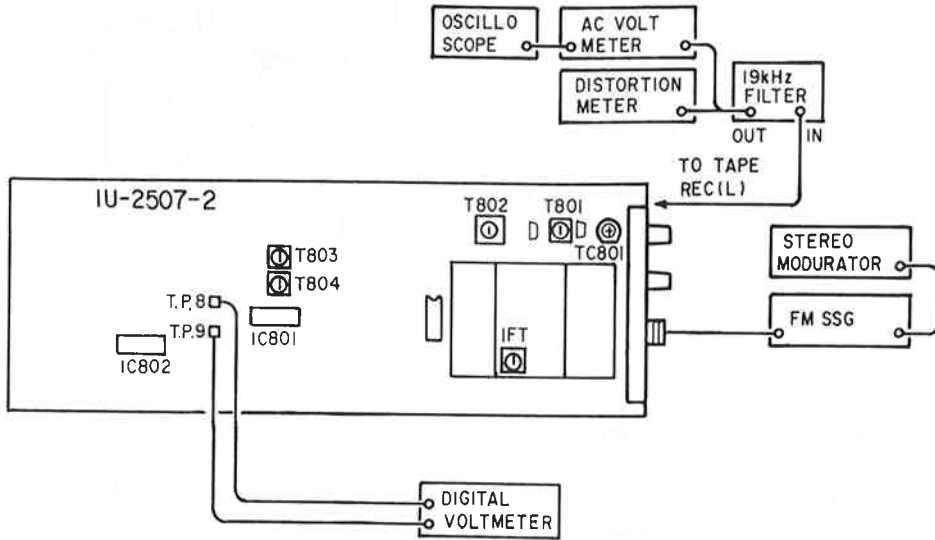 OSCILLO
SCOPE
AC VOLT
METER
DISTORTION
METER
19kHz
FILTER
OUT
IN
TO TAPE
REC(L)
1U-2507-2
T802
T801
TC801
T803
T804
T.P.8
T.P.9
IC801
IC802
IFT
STEREO
MODURATOR
FM SSG
DIGITAL
VOLTMETER